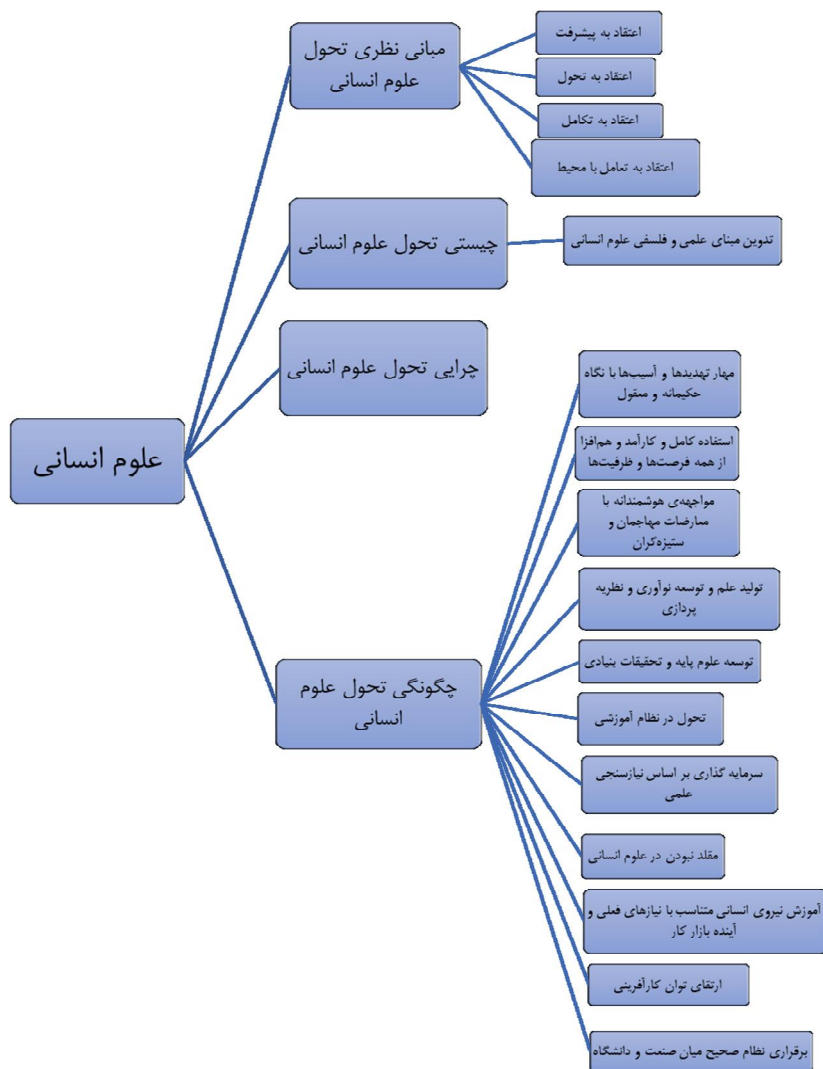 مبانی نظری تحول
علوم انسانی
اعتقاد به پیشرفت
اعتقاد به تحول
اعتقاد به تکامل
اعتقاد به تعامل با محیط
چیستی تحول علوم انسانی
تدوین مبنای علمی و فلسفی علوم انسانی
چرایی تحول علوم انسانی
علوم انسانی
چگونگی تحول علوم
انسانی
مهار تهدیدها و آسیب‌ها با نگاه
حکیمانه و معقول
استفاده کامل و کارآمد و هم‌افزا
از همه فرصت‌ها و ظرفیت‌ها
مواجهه‌ی هوشمندانه با
معارضات مهاجمان و
ستیزه‌گران
تولید علم و توسعه نوآوری و نظریه
پردازی
توسعه علوم پایه و تحقیقات بنیادی
تحول در نظام آموزشی
سرمایه گذاری بر اساس نیازسنجی
علمی
مقلد نبودن در علوم انسانی
آموزش نیروی انسانی متناسب با نیازهای فعلی و
آینده بازار کار
ارتقای توان کارآفرینی
برقراری نظام صحیح میان صنعت و دانشگاه